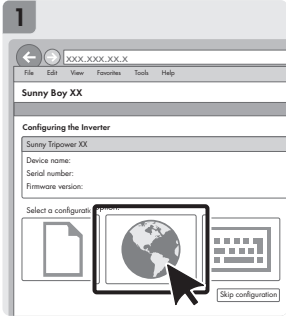 1
xxx.xxx.xx.x
File Edit View Favorites Tools Help
Sunny Boy XX
Configuring the Inverter
Sunny Tripower XX
Device name:
Serial number:
Firmware version:
Select a configuratio option:
Skip configuration